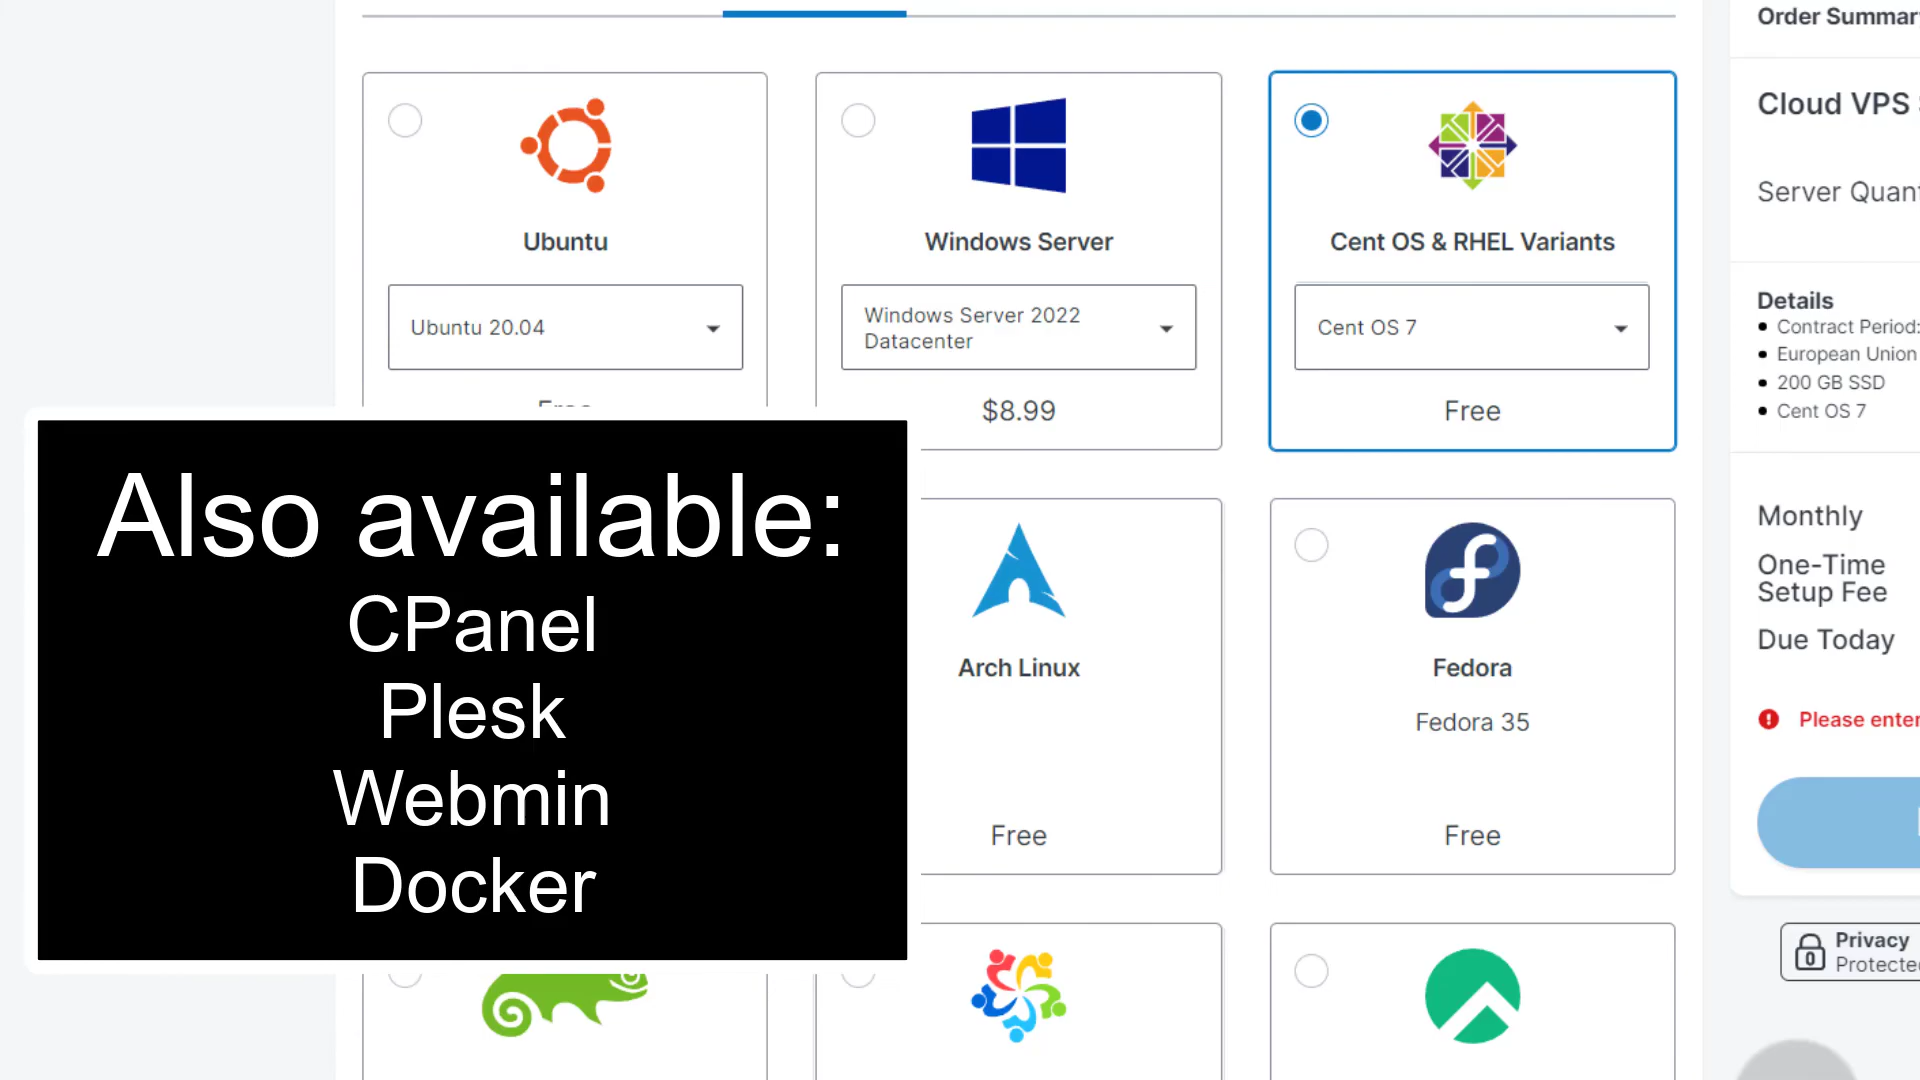 Order Summar
Cloud VPS S
Server Quant
Ubuntu
Windows Server
Cent OS & RHEL Variants
Ubuntu 20.04
Windows Server 2022
Datacenter
Cent OS 7
Free
$8.99
Free
Details
Contract Period:
European Union
200 GB SSD
Cent OS 7
Also available:
CPanel
Plesk
Webmin
Docker
Arch Linux
Free
Fedora
Fedora 35
Free
Monthly
One-Time
Setup Fee
Due Today
Please enter
Privacy
Protected